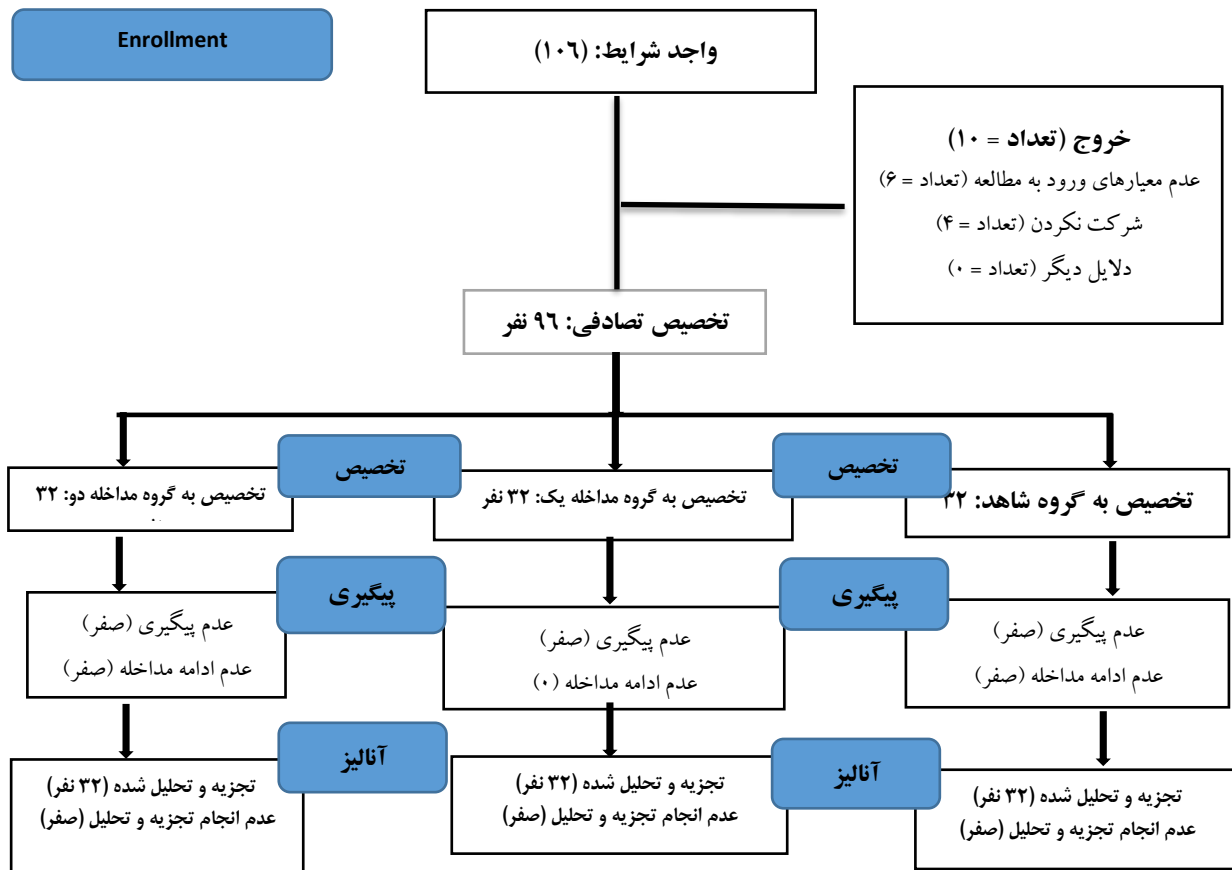 Enrollment
واجد شرایط: (١٠٦)
خروج (تعداد = ۱۰)
عدم معیارهای ورود به مطالعه (تعداد = ۶)
شرکت نکردن (تعداد = ۴)
دلایل دیگر (تعداد = ۰)
تخصیص تصادفی: ٩٦ نفر
تخصیص
تخصیص
تخصیص به گروه شاهد: ۳۲
تخصیص به گروه مداخله یک: ۳۲ نفر
تخصیص به گروه مداخله دو: ۳۲
پیگیری
پیگیری
عدم پیگیری (صفر)
عدم ادامه مداخله (صفر)
عدم پیگیری (صفر)
عدم ادامه مداخله (۰)
عدم پیگیری (صفر)
عدم ادامه مداخله (صفر)
آنالیز
آنالیز
تجزیه و تحلیل شده (۳۲ نفر)
عدم انجام تجزیه و تحلیل (صفر)
تجزیه و تحلیل شده (۳۲ نفر)
عدم انجام تجزیه و تحلیل (صفر)
تجزیه و تحلیل شده (۳۲ نفر)
عدم انجام تجزیه و تحلیل (صفر)